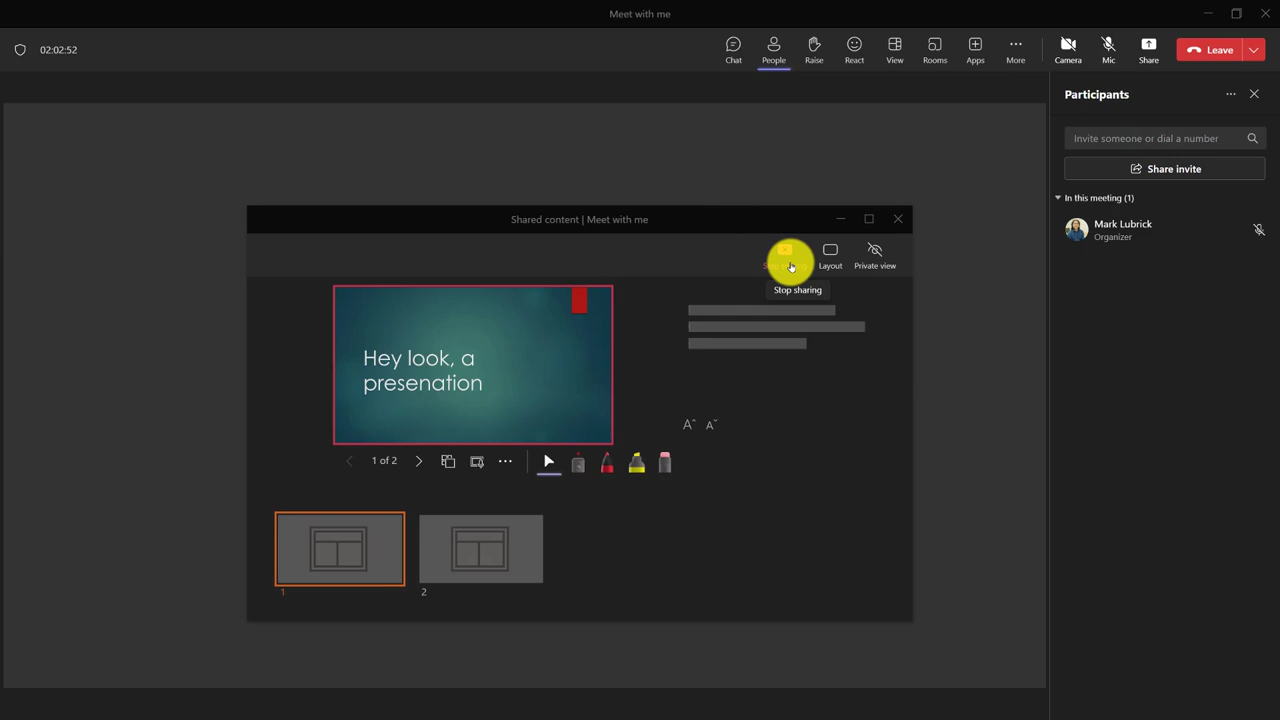 Meet with me
02:02:52
Chat
People
Raise
React
View
Rooms
Apps
More
Camera
Mic
Share
Leave
Participants
Invite someone or dial a number
Share invite
In this meeting (1)
Mark Lubrick
Organizer
Shared content | Meet with me
Layout
Private view
Stop sharing
Hey look, a
presenation
1 of 2
1
2